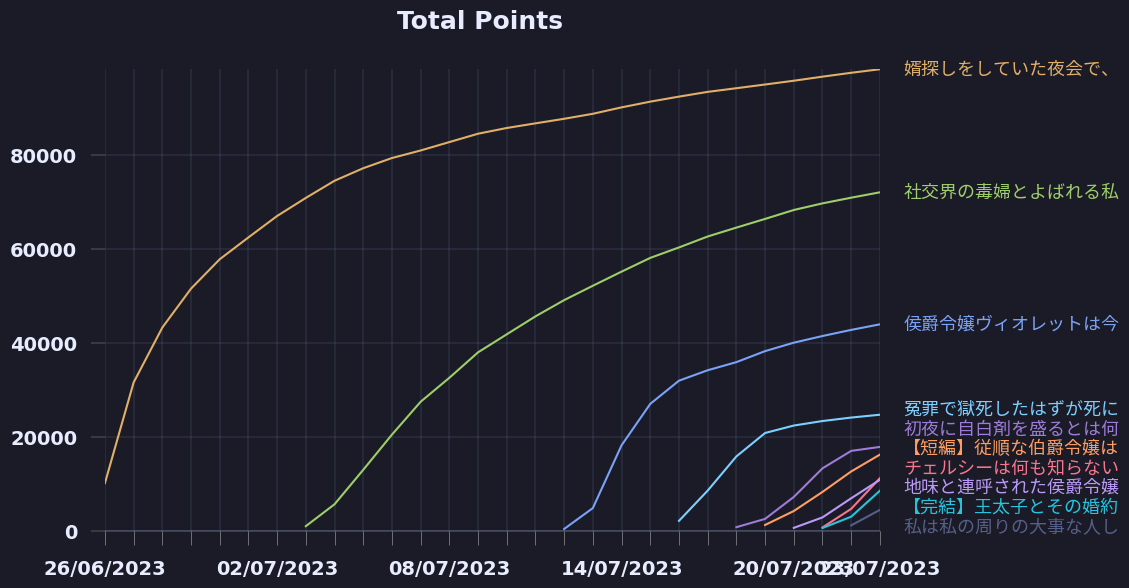 Total Points
婿探しをしていた夜会で、
80000
社交界の毒婦とよばれる私
60000
侯爵令嬢ヴィオレットは今
40000
冤罪で獄死したはずが死に
初夜に自白剤を盛るとは何
20000
【短編】従順な伯爵令嬢は
チェルシーは何も知らない
地味と連呼された侯爵令嬢
【完結】王太子とその婚約
私は私の周りの大事な人し
0
26/06/2023 02/07/2023 08/07/2023 14/07/2023 20/07/2023 23/07/2023